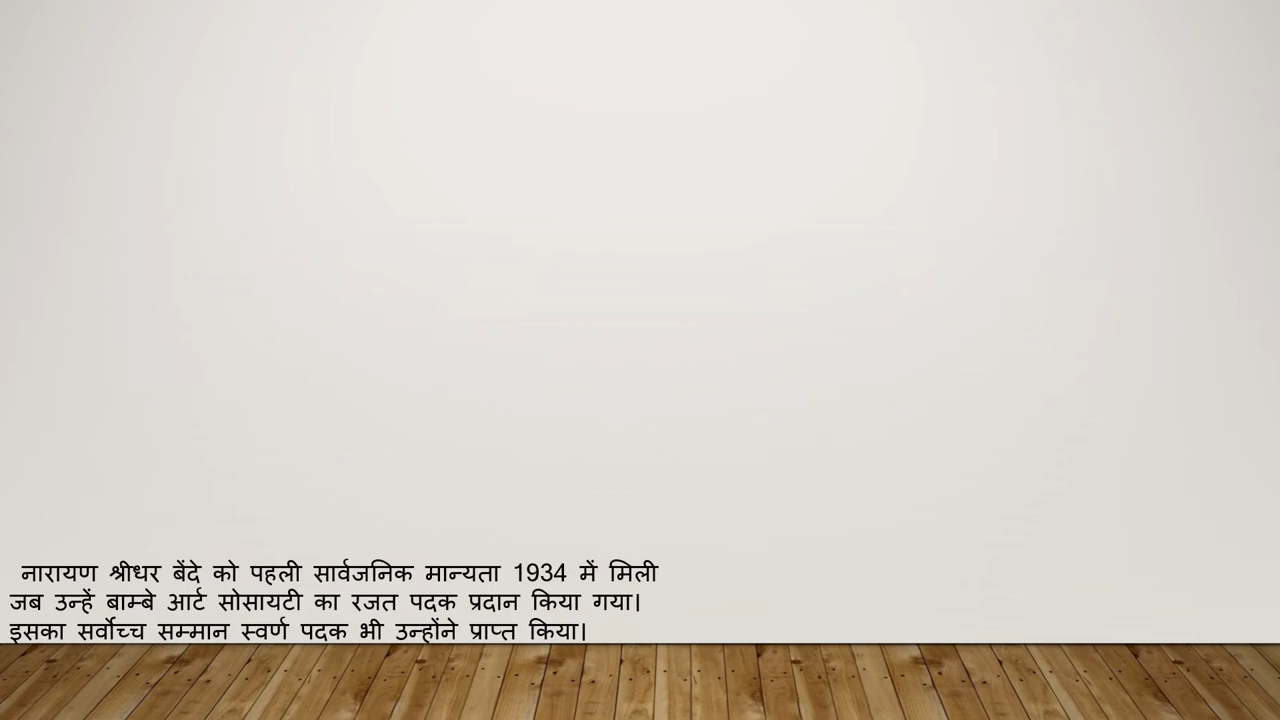 नारायण श्रीधर बेंदे को पहली सार्वजनिक मान्यता 1934 में मिली
जब उन्हें बाम्बे आर्ट सोसायटी का रजत पदक प्रदान किया गया।
इसका सर्वोच्च सम्मान स्वर्ण पदक भी उन्होंने प्राप्त किया।